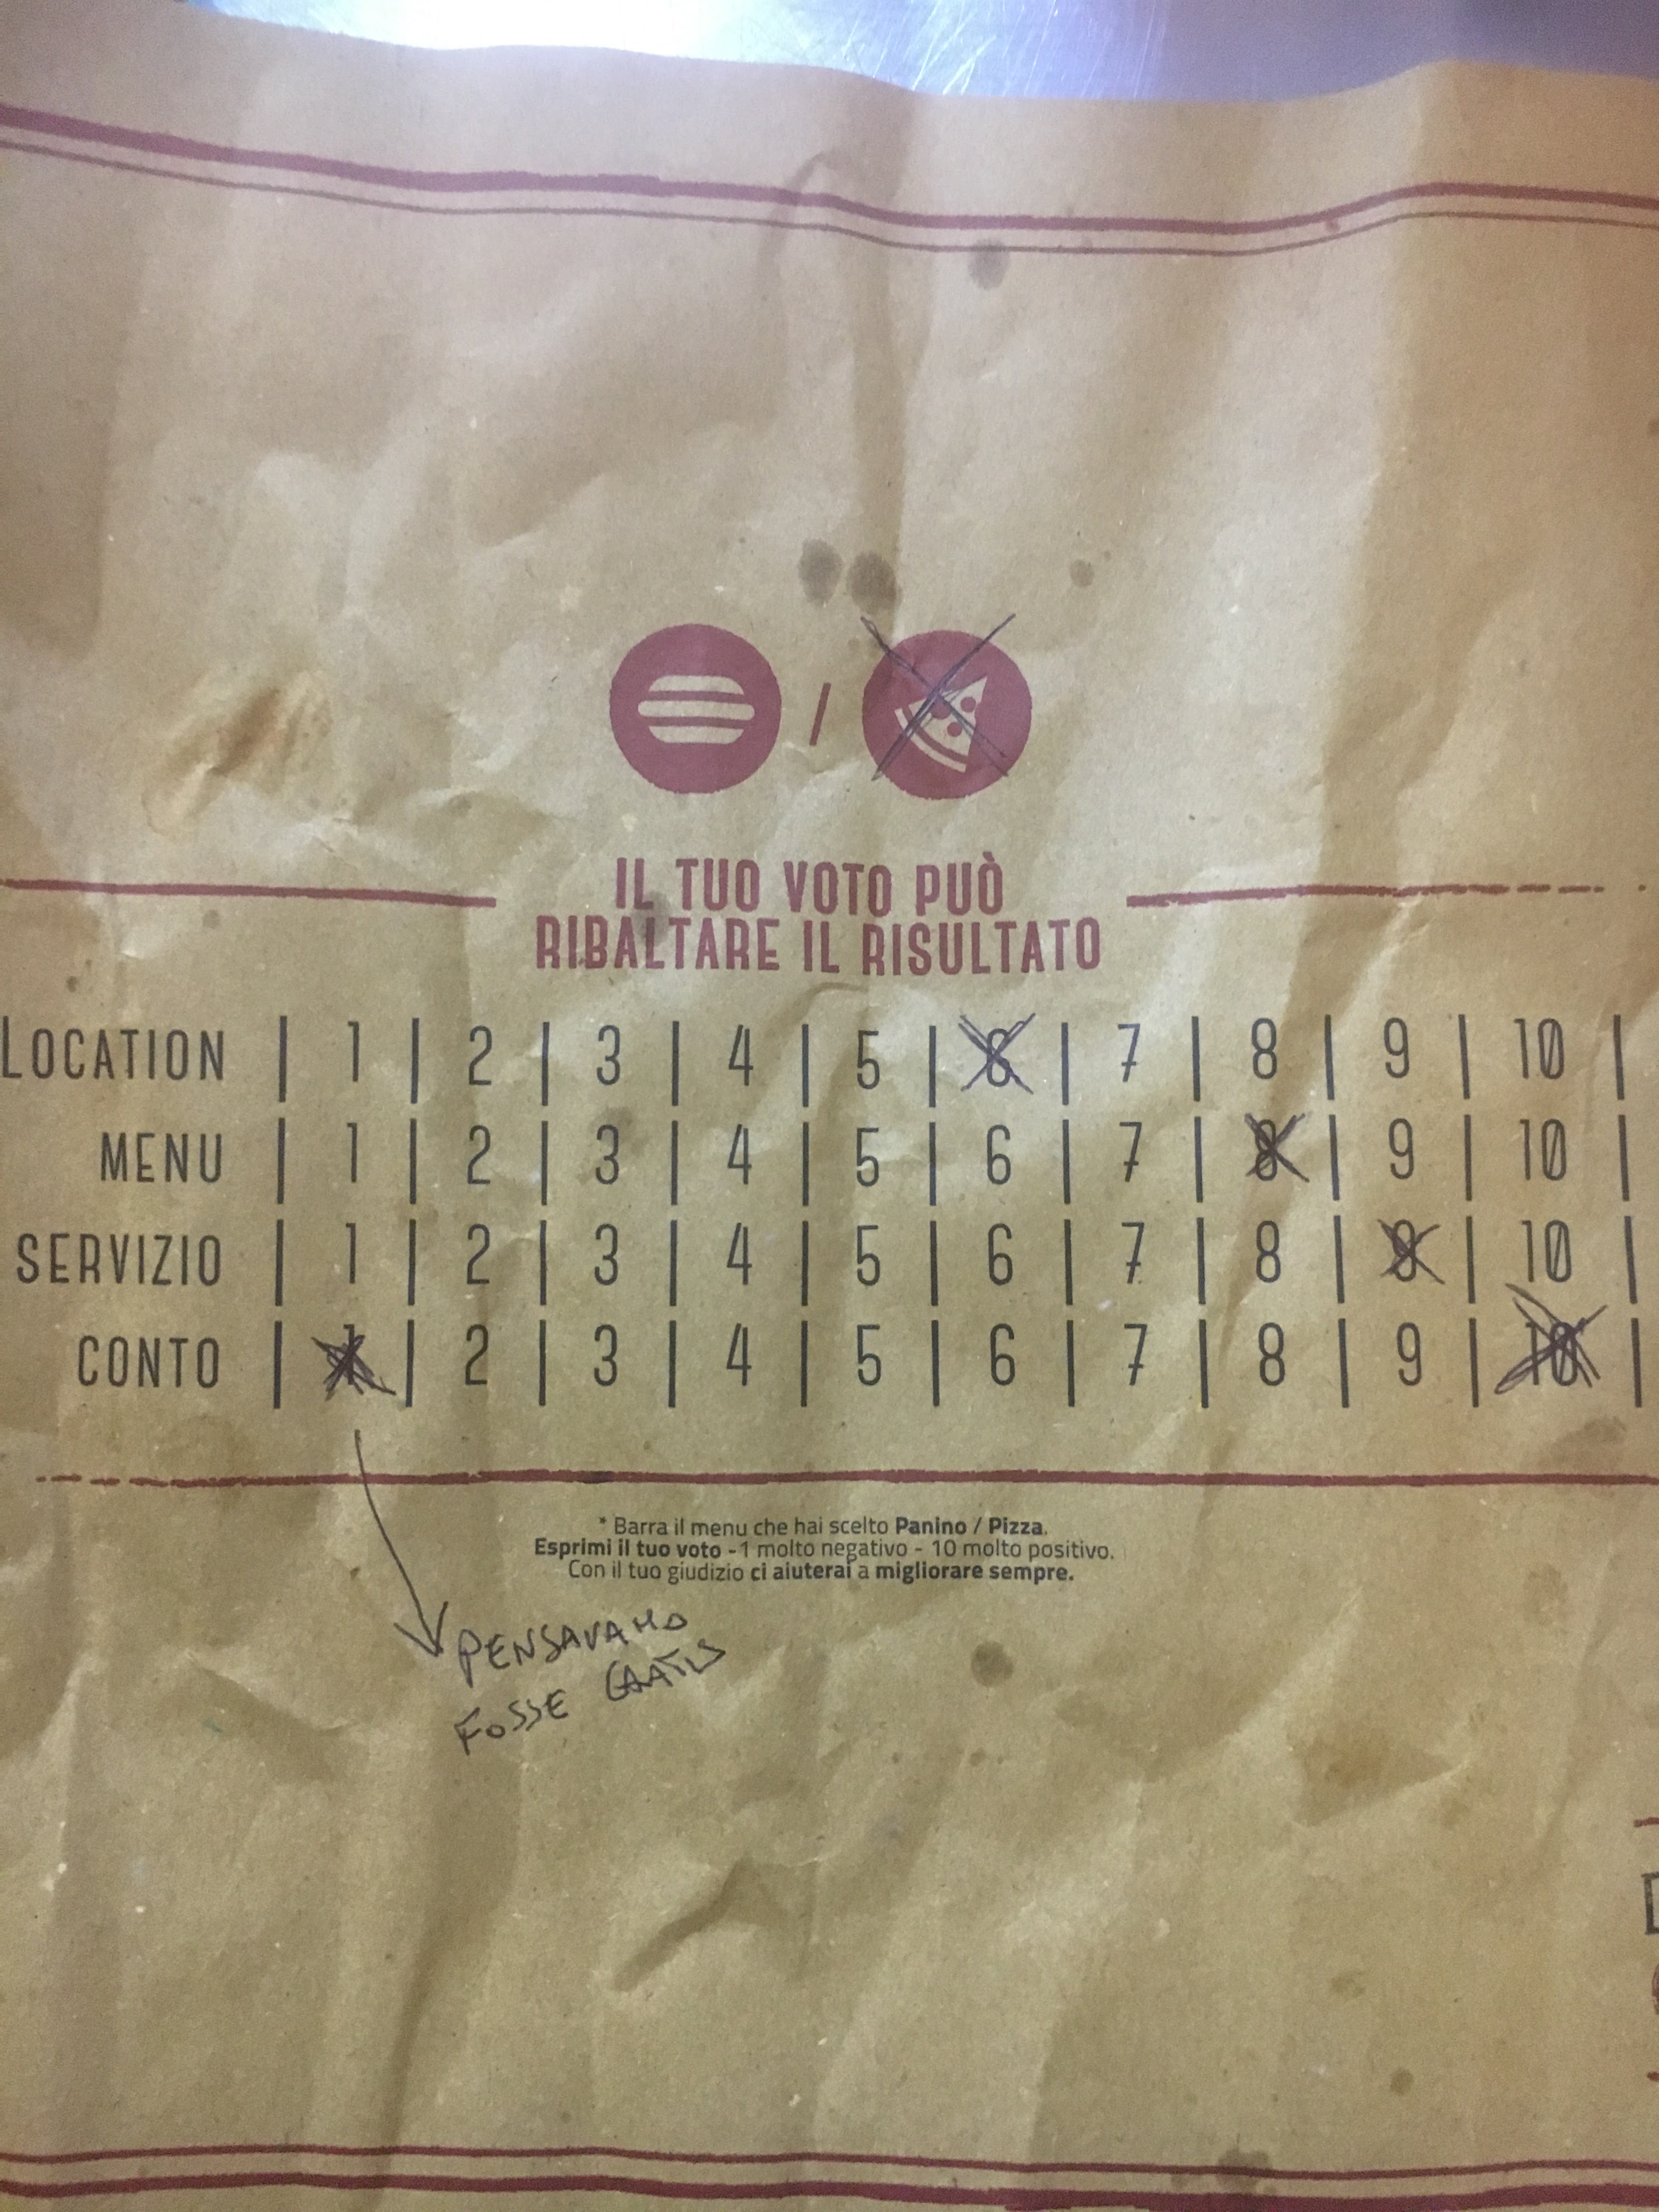 /
IL TUO VOTO PUÒ
RIBALTARE IL RISULTATO
LOCATION | 1 | 2 | 3 | 4 | 5 | 6 | 7 | 8 | 9 | 10 |
MENU | 1 | 2 | 3 | 4 | 5 | 6 | 7 | 8 | 9 | 10 |
SERVIZIO | 1 | 2 | 3 | 4 | 5 | 6 | 7 | 8 | 9 | 10 |
CONTO | 1 | 2 | 3 | 4 | 5 | 6 | 7 | 8 | 9 | 10 |
* Barra il menu che hai scelto Panino / Pizza.
Esprimi il tuo voto - 1 molto negativo - 10 molto positivo.
Con il tuo giudizio ci aiuterai a migliorare sempre.
PENSAVAMO
FOSSE GRATIS